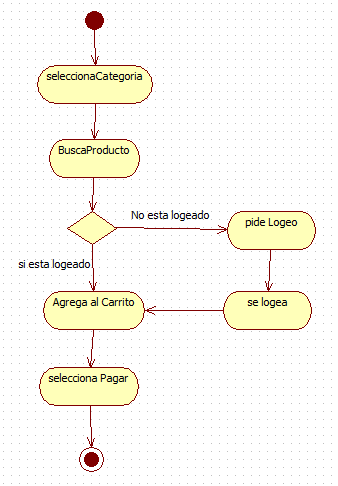 seleccionaCategoria
BuscaProducto
No esta logeado
pide Logeo
si esta logeado
Agrega al Carrito
se logea
selecciona Pagar